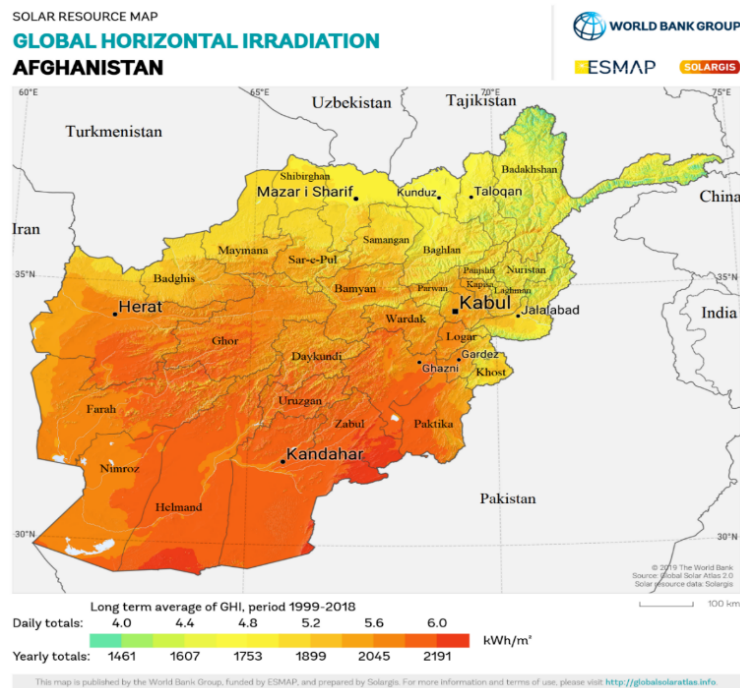 SOLAR RESOURCE MAP
GLOBAL HORIZONTAL IRRADIATION
AFGHANISTAN
WORLD BANK GROUP
ESMAP
SOLARGIS
60°E
65°E
70°E
75°E
Uzbekistan
Tajikistan
Turkmenistan
China
Iran
India
Pakistan
35°N
35°N
30°N
30°N
Shibirghan
Badakhshan
Mazar i Sharif
Kunduz
Taloqan
Samangan
Baghlan
Maymana
Sar-e-Pul
Badghis
Bamyan
Parwan
Panjshir
Kapisa
Nuristan
Laghman
Herat
Kabul
Jalalabad
Wardak
Ghor
Logar
Daykundi
Gardez
Ghazni
Khost
Uruzgan
Farah
Zabul
Paktika
Kandahar
Nimroz
Helmand
© 2019 The World Bank
Source: Global Solar Atlas 2.0
Solar resource data: Solargis
100 km
Long term average of GHI, period 1999-2018
Daily totals: 4.0 4.4 4.8 5.2 5.6 6.0
kWh/m²
Yearly totals: 1461 1607 1753 1899 2045 2191
This map is published by the World Bank Group, funded by ESMAP, and prepared by Solargis. For more information and terms of use, please visit http://globalsolaratlas.info.